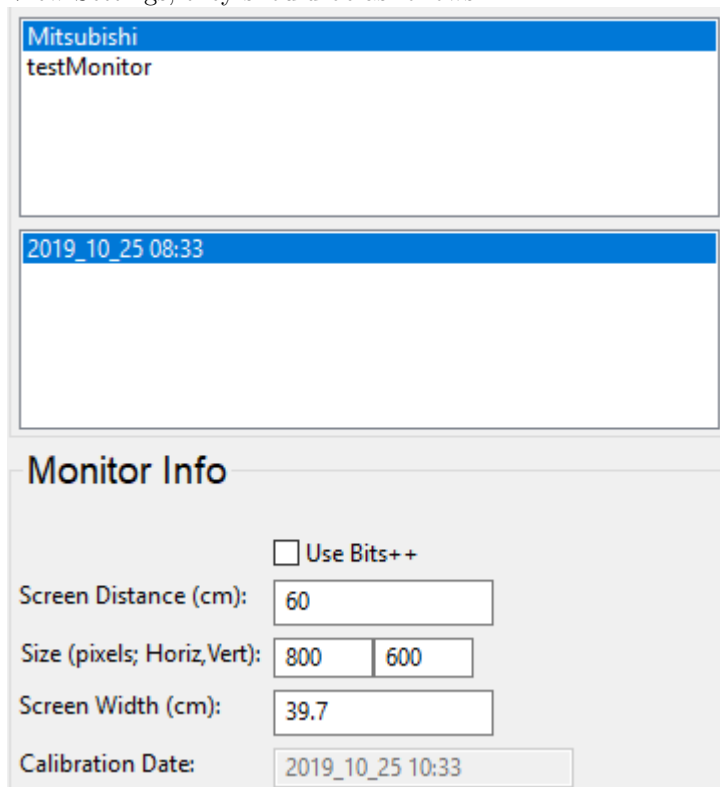 Mitsubishi
testMonitor
2019_10_25 08:33
Monitor Info
Use Bits++
Screen Distance (cm): 60
Size (pixels; Horiz,Vert): 800 600
Screen Width (cm): 39.7
Calibration Date: 2019_10_25 10:33